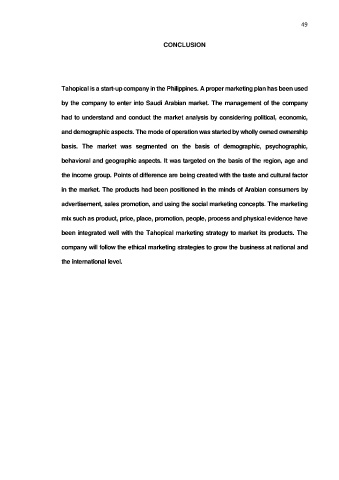 49
CONCLUSION
Tahopical is a start-up company in the Philippines. A proper marketing plan has been used
by the company to enter into Saudi Arabian market. The management of the company
had to understand and conduct the market analysis by considering political, economic,
and demographic aspects. The mode of operation was started by wholly owned ownership
basis. The market was segmented on the basis of demographic, psychographic,
behavioral and geographic aspects. It was targeted on the basis of the region, age and
the income group. Points of difference are being created with the taste and cultural factor
in the market. The products had been positioned in the minds of Arabian consumers by
advertisement, sales promotion, and using the social marketing concepts. The marketing
mix such as product, price, place, promotion, people, process and physical evidence have
been integrated well with the Tahopical marketing strategy to market its products. The
company will follow the ethical marketing strategies to grow the business at national and
the international level.